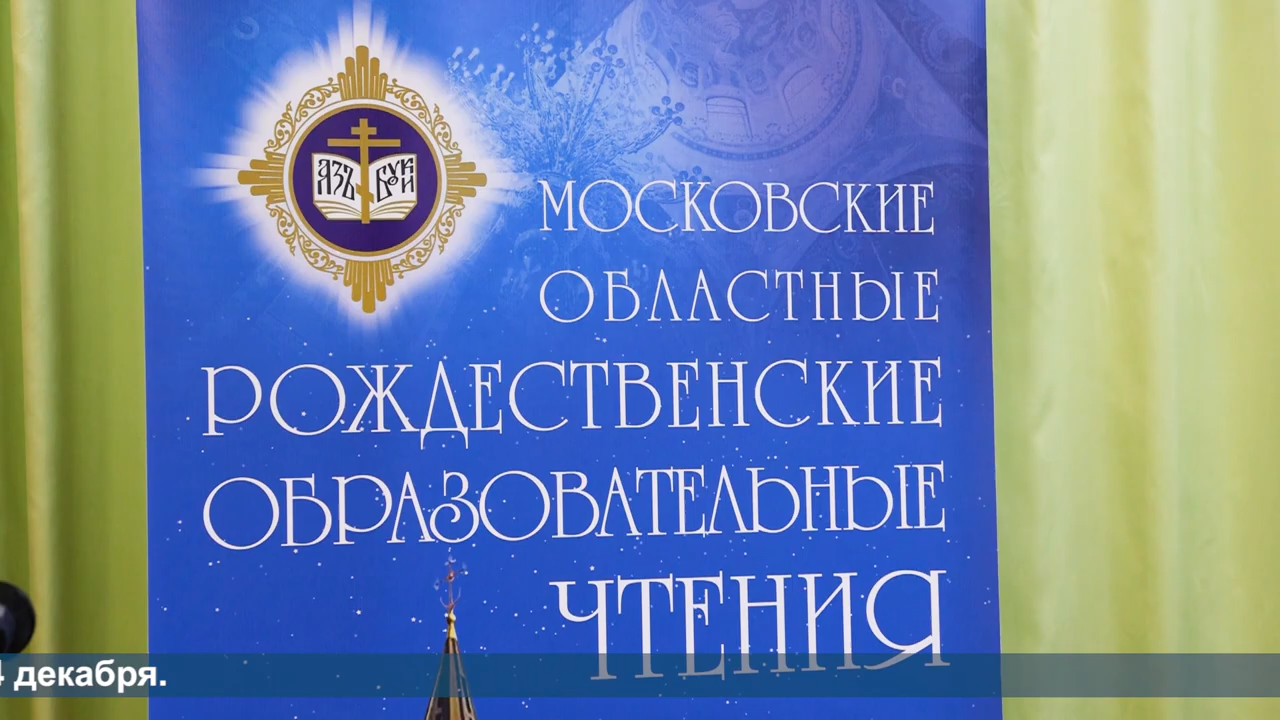 АЗЪ БУКИ
МОСКОВСКИЕ
ОБЛАСТНЫЕ
РОЖДЕСТВЕНСКИЕ
ОБРАЗОВАТЕЛЬНЫЕ
ЧТЕНИЯ
декабря.